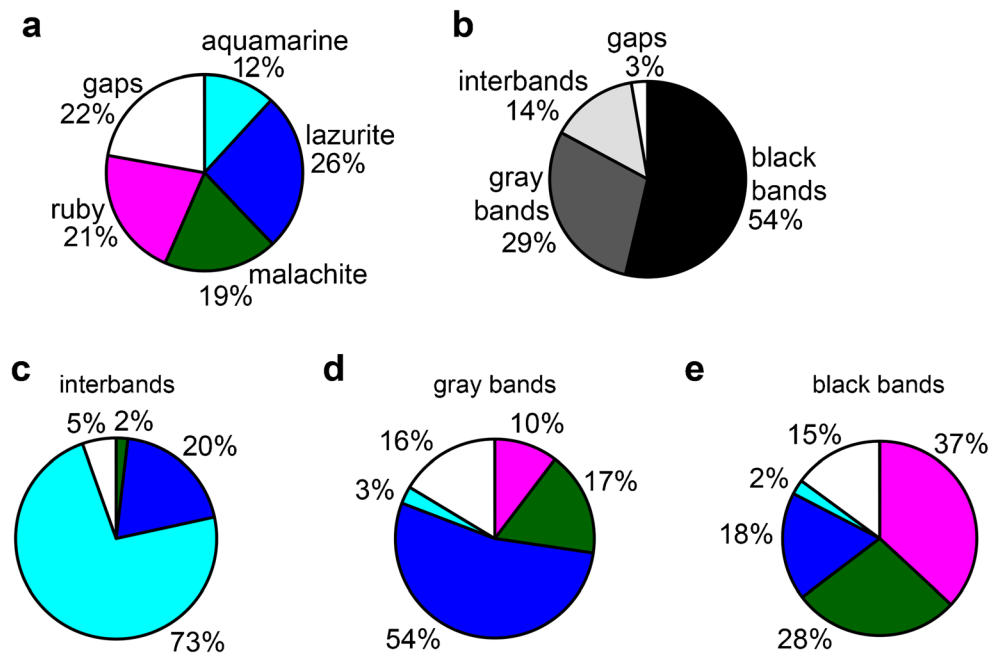 a
aquamarine
12%
gaps
22%
lazurite
26%
ruby
21%
malachite
19%
b
gaps
3%
interbands
14%
black
bands
54%
gray
bands
29%
c
interbands
5%
2%
20%
73%
d
gray bands
10%
16%
17%
3%
54%
e
black bands
15%
37%
2%
18%
28%